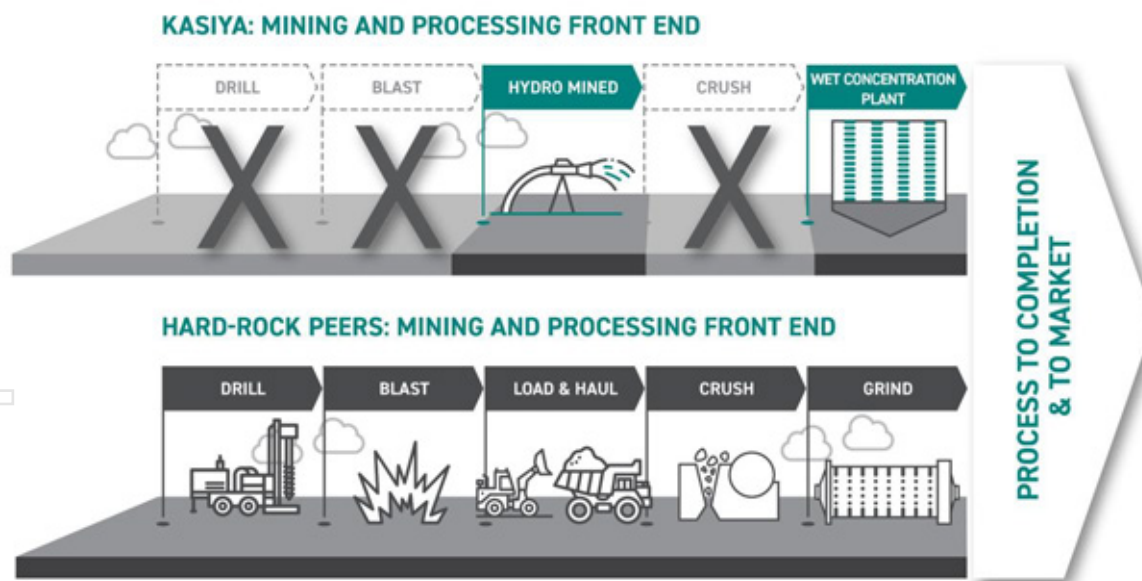 KASIYA: MINING AND PROCESSING FRONT END
DRILL
BLAST
HYDRO MINED
CRUSH
WET CONCENTRATION
PLANT
HARD-ROCK PEERS: MINING AND PROCESSING FRONT END
DRILL
BLAST
LOAD & HAUL
CRUSH
GRIND
PROCESS TO COMPLETION
& TO MARKET